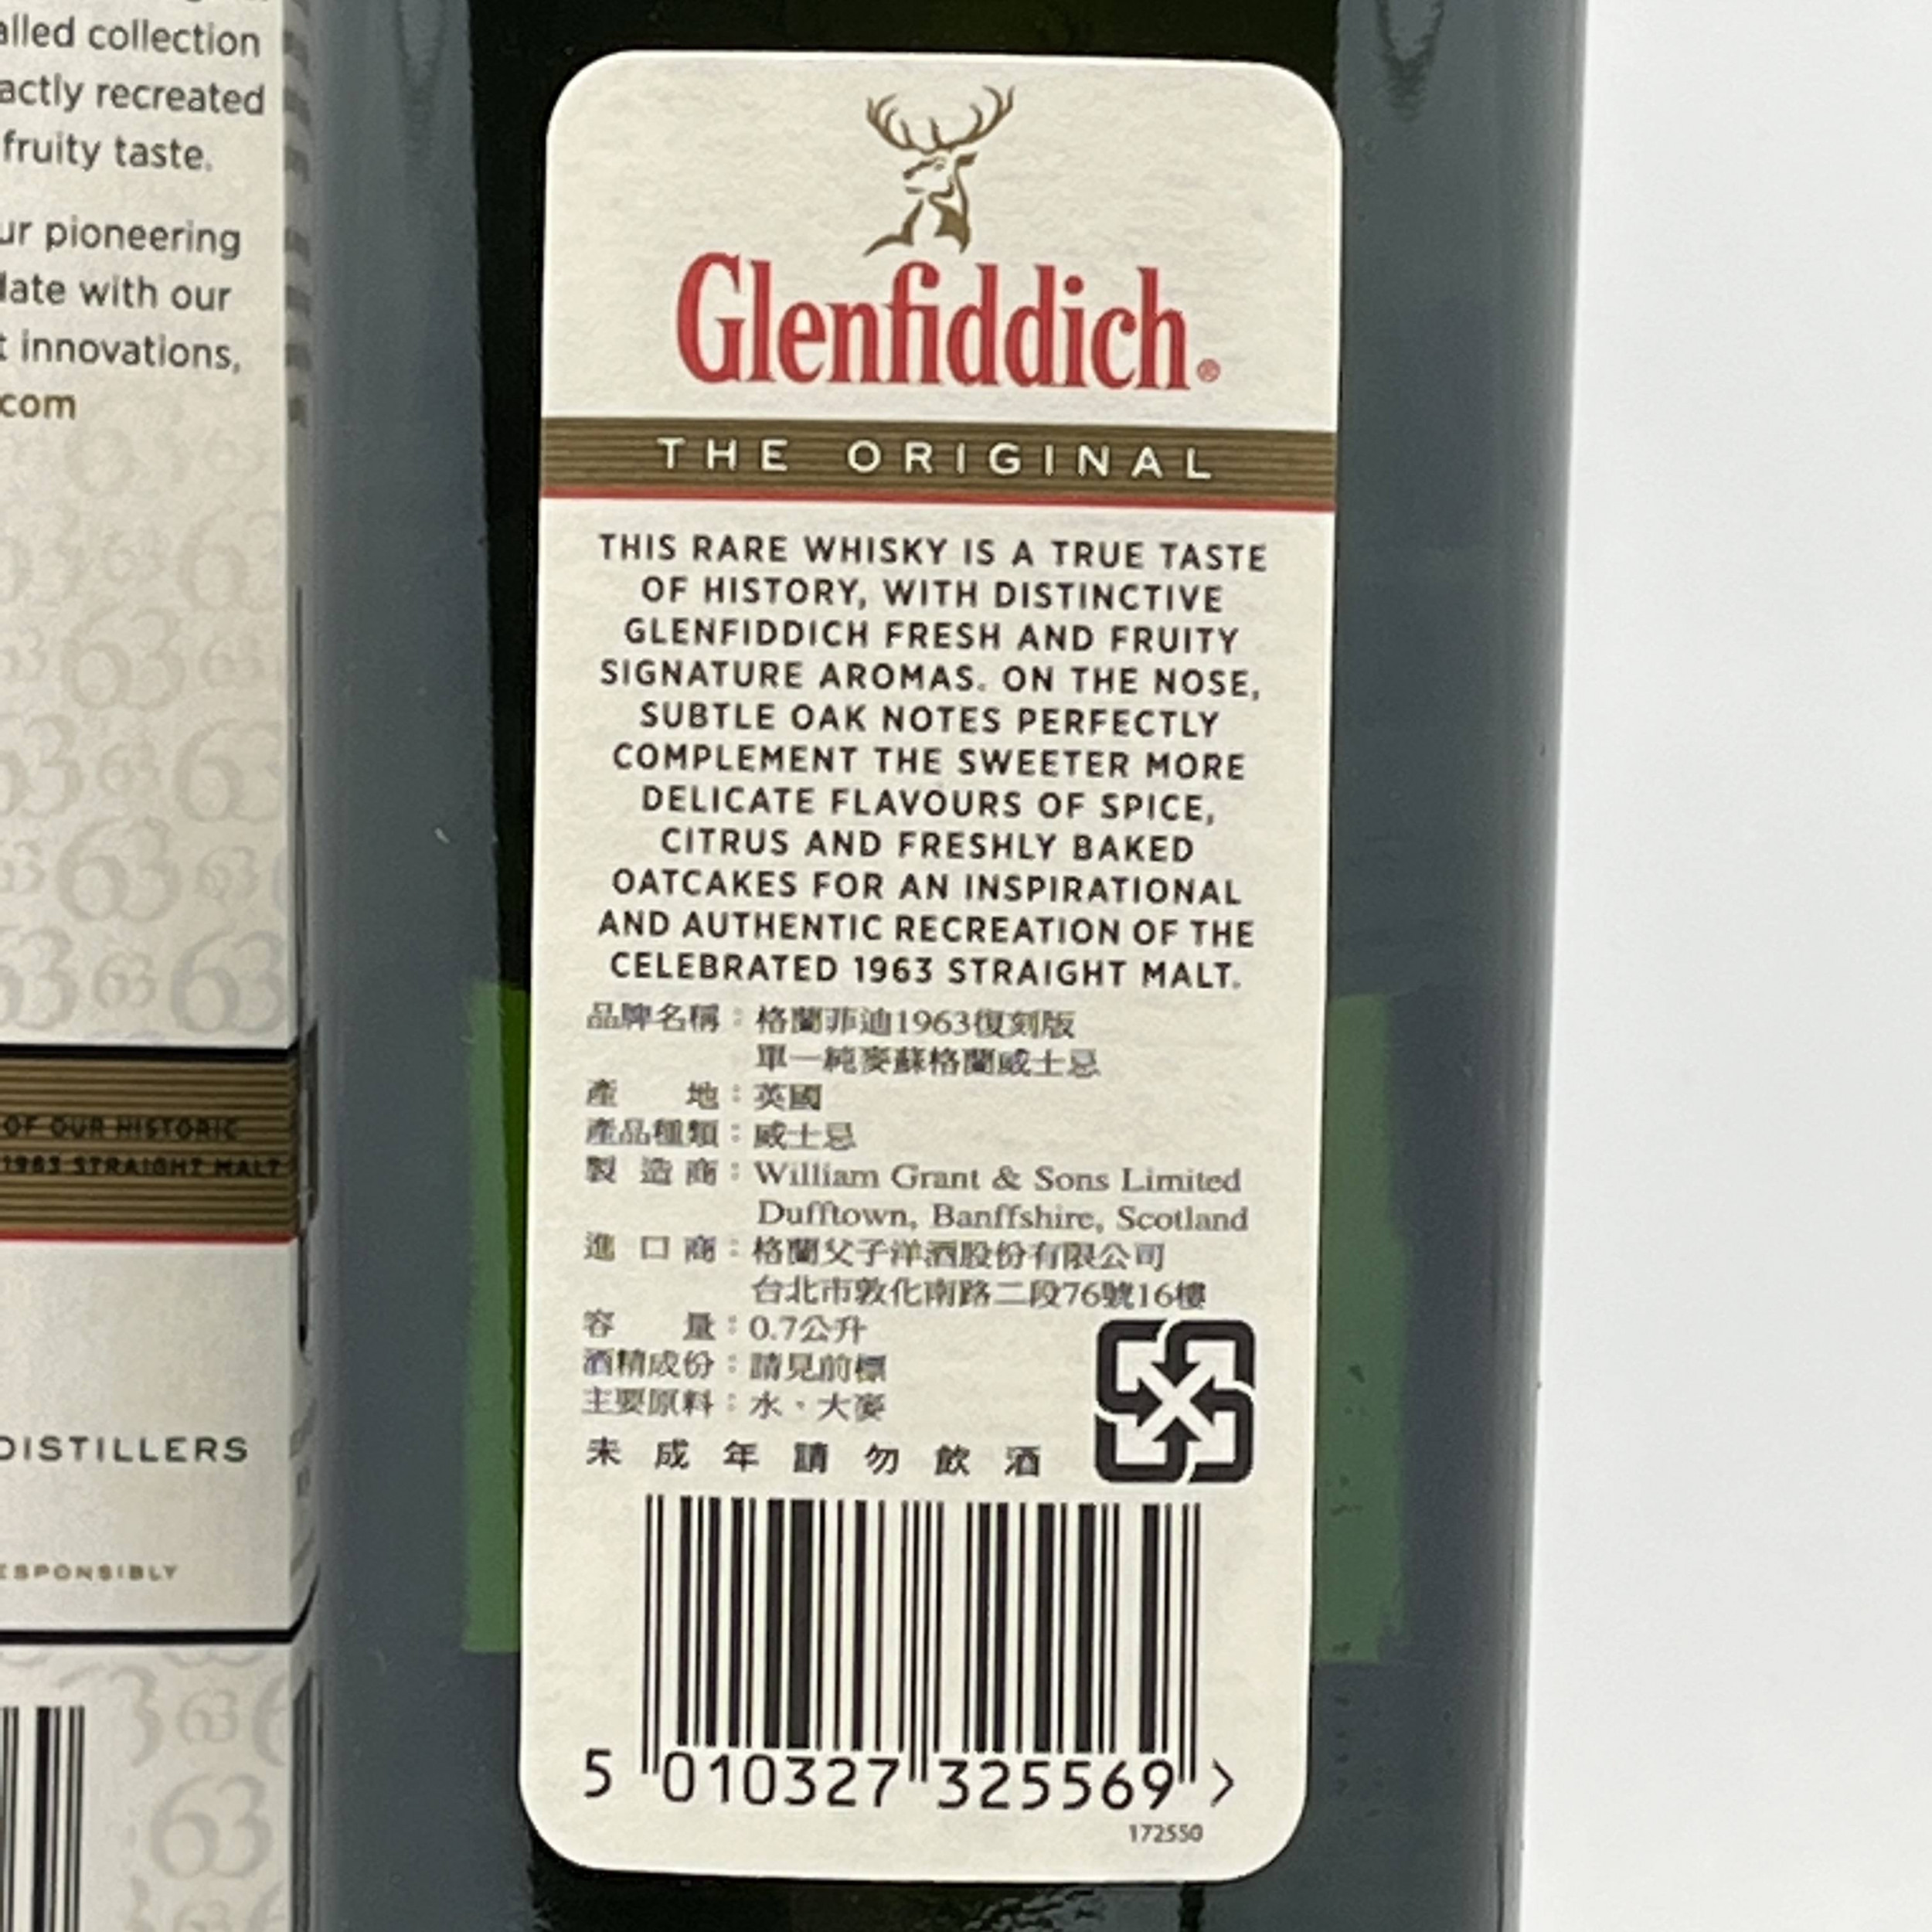 alled collection
actly recreated
fruity taste.
ur pioneering
late with our
t innovations,
com
OF OUR HISTORIC
1963 STRAIGHT MALT
DISTILLERS
ESPONSIBLY
63
Glenfiddich®
THE ORIGINAL
THIS RARE WHISKY IS A TRUE TASTE
OF HISTORY, WITH DISTINCTIVE
GLENFIDDICH FRESH AND FRUITY
SIGNATURE AROMAS. ON THE NOSE,
SUBTLE OAK NOTES PERFECTLY
COMPLEMENT THE SWEETER MORE
DELICATE FLAVOURS OF SPICE,
CITRUS AND FRESHLY BAKED
OATCAKES FOR AN INSPIRATIONAL
AND AUTHENTIC RECREATION OF THE
CELEBRATED 1963 STRAIGHT MALT.
品牌名稱：格蘭菲迪1963復刻版
單一純麥蘇格蘭威士忌
產地：英國
產品種類：威士忌
製造商：William Grant & Sons Limited
Dufftown, Banffshire, Scotland
進口商：格蘭父子洋酒股份有限公司
台北市敦化南路二段76號16樓
容量：0.7公升
酒精成份：請見前標
主要原料：水、大麥
未成年請勿飲酒
5 010327 325569 >
172550